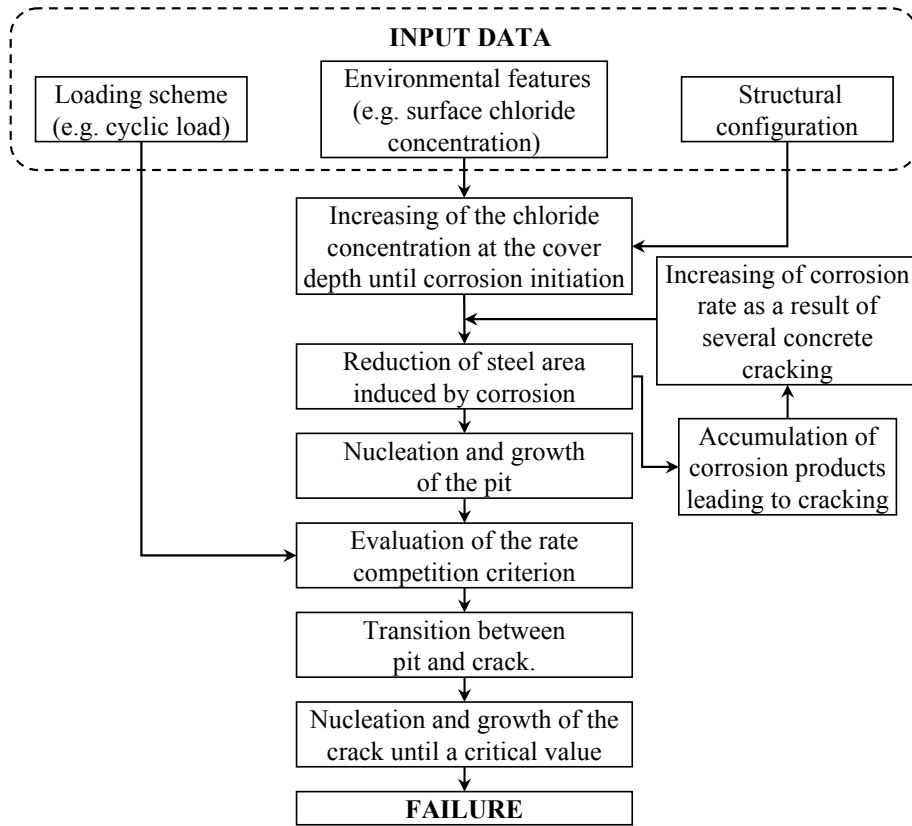 INPUT DATA
Loading scheme
(e.g. cyclic load)
Environmental features
(e.g. surface chloride
concentration)
Structural
configuration
Increasing of the chloride
concentration at the cover
depth until corrosion initiation
Increasing of corrosion
rate as a result of
several concrete
cracking
Reduction of steel area
induced by corrosion
Accumulation of
corrosion products
leading to cracking
Nucleation and growth
of the pit
Evaluation of the rate
competition criterion
Transition between
pit and crack.
Nucleation and growth of the
crack until a critical value
FAILURE